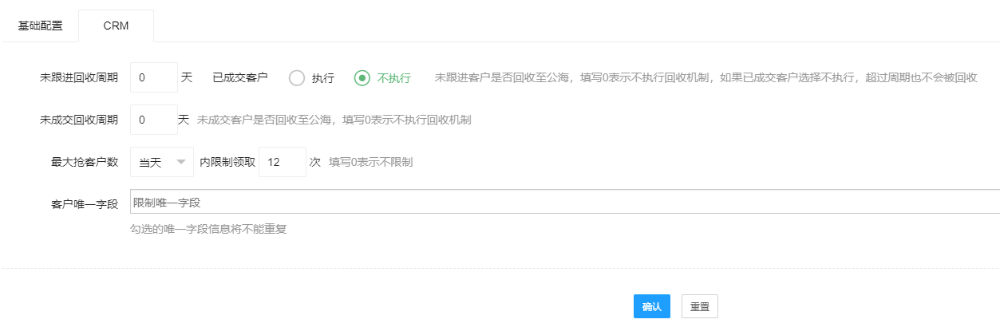 基础配置 CRM
未跟进回收周期 0 天 已成交客户 执行 不执行 未跟进客户是否回收至公海，填写0表示不执行回收机制，如果已成交客户选择不执行，超过周期也不会被回收
未成交回收周期 0 天 未成交客户是否回收至公海，填写0表示不执行回收机制
最大抢客户数 当天 内限制领取 12 次 填写0表示不限制
客户唯一字段 限制唯一字段
勾选的唯一字段信息将不能重复
确认 重置